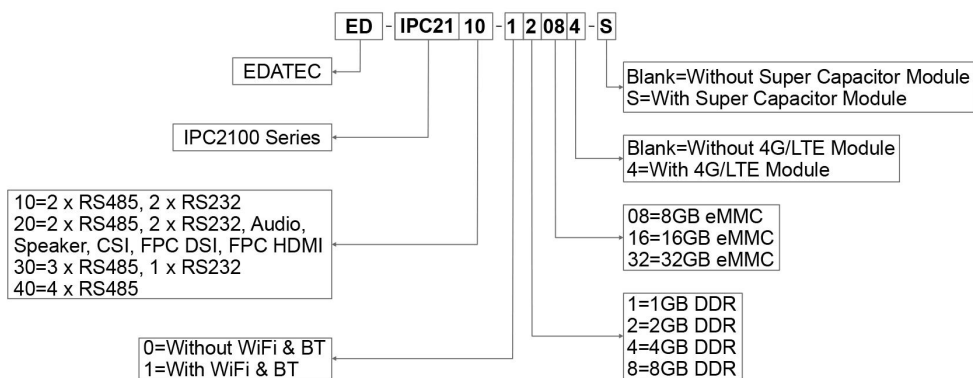 ED - IPC21 10 - 1 2 08 4 - S
EDATEC
Blank=Without Super Capacitor Module
S=With Super Capacitor Module
IPC2100 Series
Blank=Without 4G/LTE Module
4=With 4G/LTE Module
10=2 x RS485, 2 x RS232
20=2 x RS485, 2 x RS232, Audio,
Speaker, CSI, FPC DSI, FPC HDMI
30=3 x RS485, 1 x RS232
40=4 x RS485
08=8GB eMMC
16=16GB eMMC
32=32GB eMMC
1=1GB DDR
2=2GB DDR
4=4GB DDR
8=8GB DDR
0=Without WiFi & BT
1=With WiFi & BT